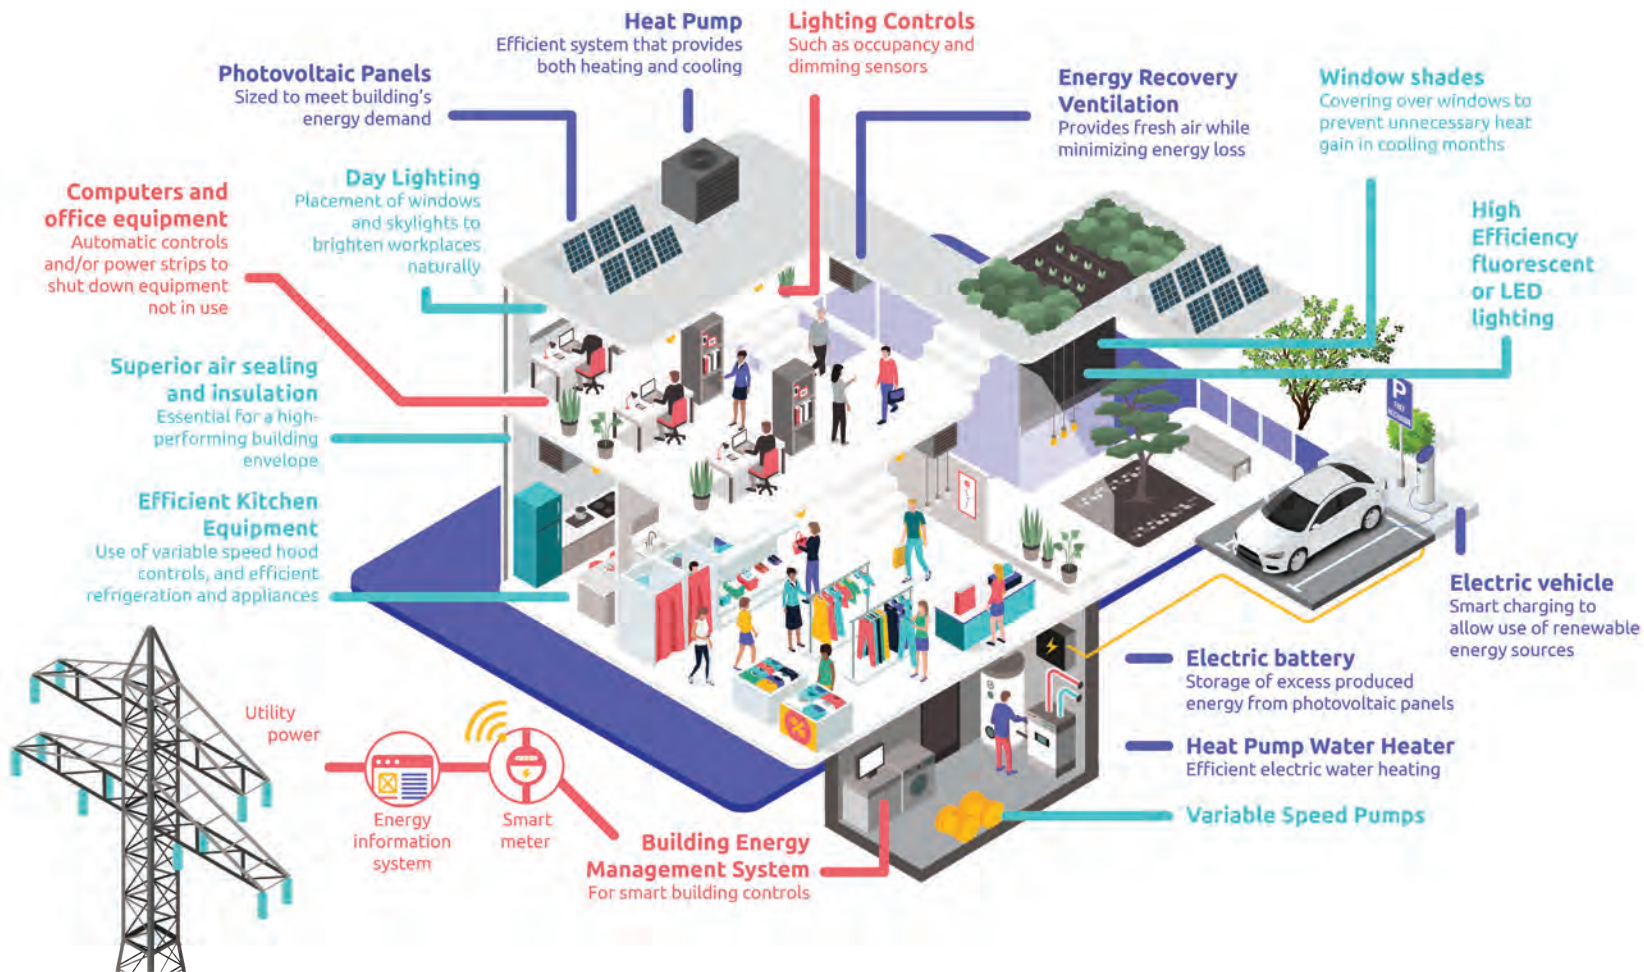 Heat Pump
Efficient system that provides
both heating and cooling
Lighting Controls
Such as occupancy and
dimming sensors
Photovoltaic Panels
Sized to meet building's
energy demand
Energy Recovery
Ventilation
Provides fresh air while
minimizing energy loss
Window shades
Covering over windows to
prevent unnecessary heat
gain in cooling months
Day Lighting
Placement of windows
and skylights to
brighten workplaces
naturally
Computers and
office equipment
Automatic controls
and/or power strips to
shut down equipment
not in use
High
Efficiency
fluorescent
or LED
lighting
Superior air sealing
and insulation
Essential for a high-
performing building
envelope
P
Efficient Kitchen
Equipment
Use of variable speed hood
controls, and efficient
refrigeration and appliances
Electric vehicle
Smart charging to
allow use of renewable
energy sources
Electric battery
Storage of excess produced
energy from photovoltaic panels
Heat Pump Water Heater
Efficient electric water heating
Variable Speed Pumps
Utility
power
Energy
information
system
Smart
meter
%
Building Energy
Management System
For smart building controls